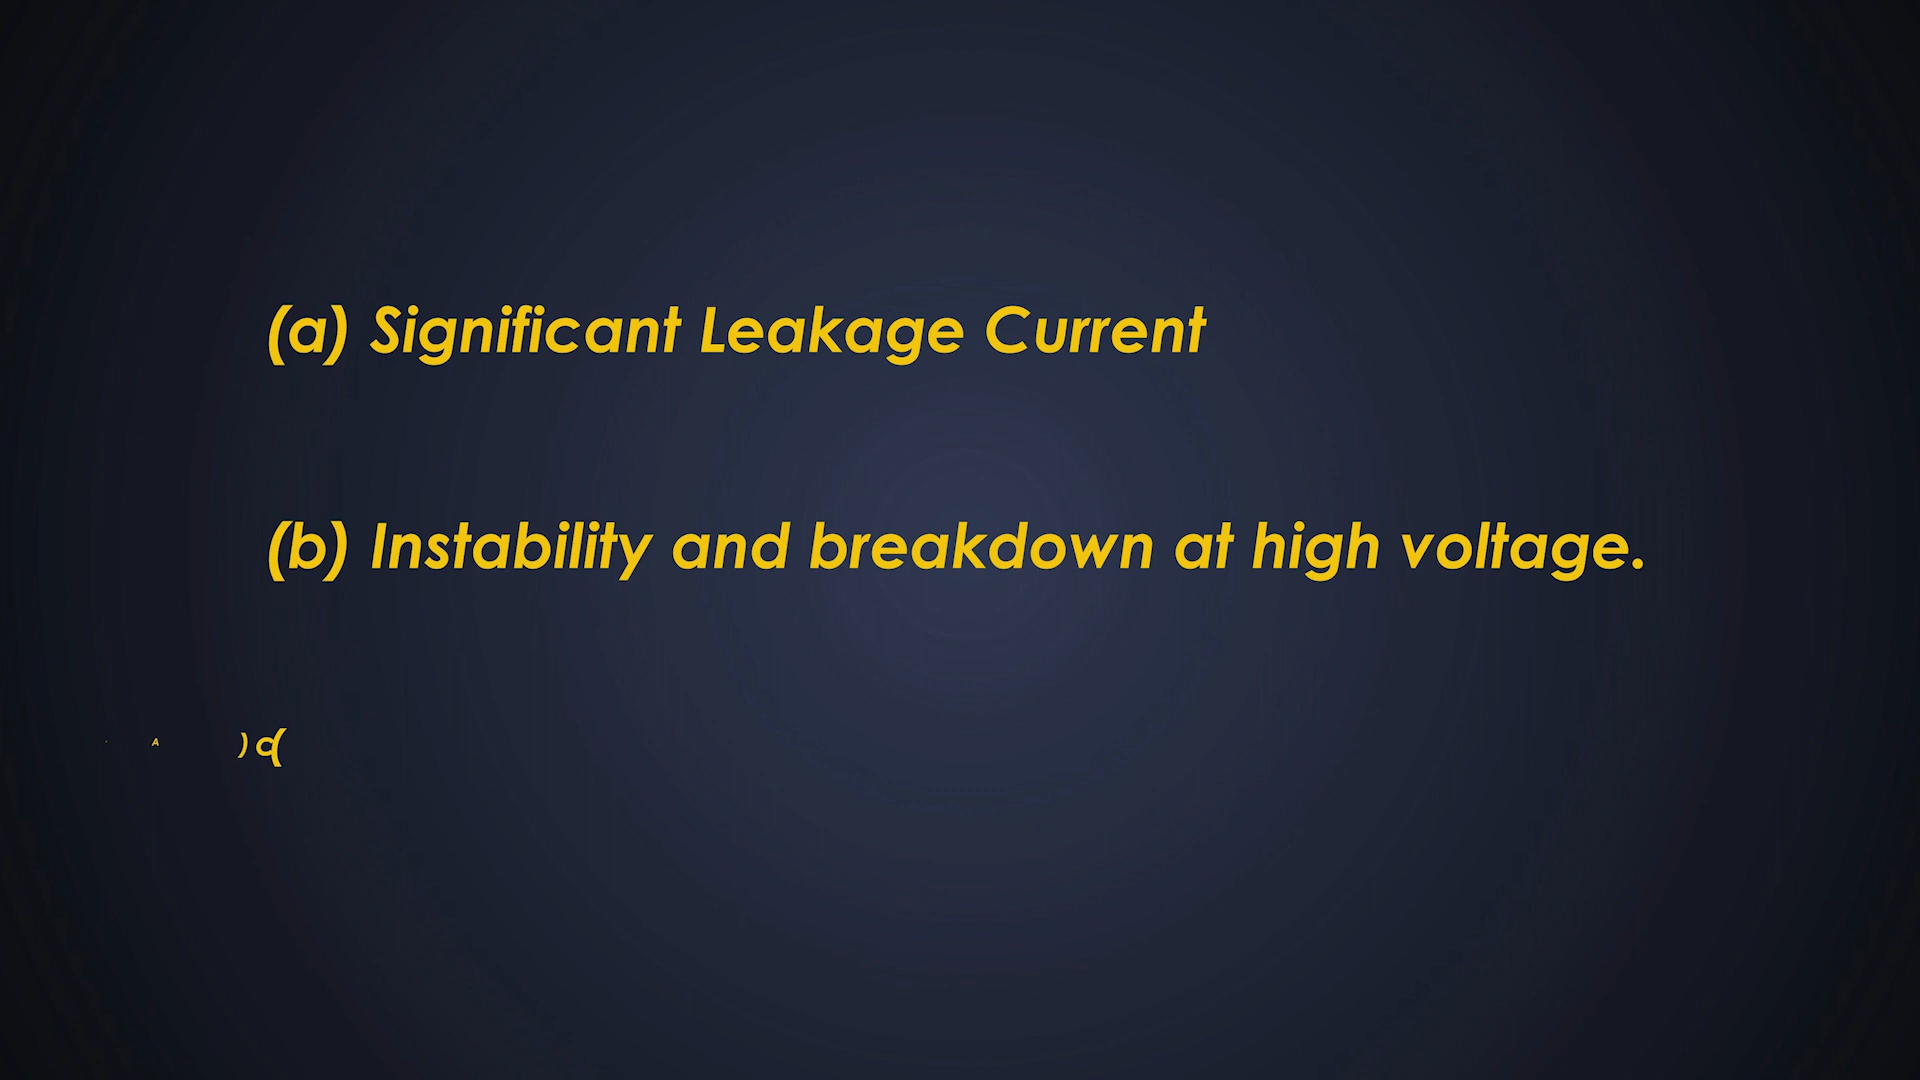 (a) Significant Leakage Current
(b) Instability and breakdown at high voltage.